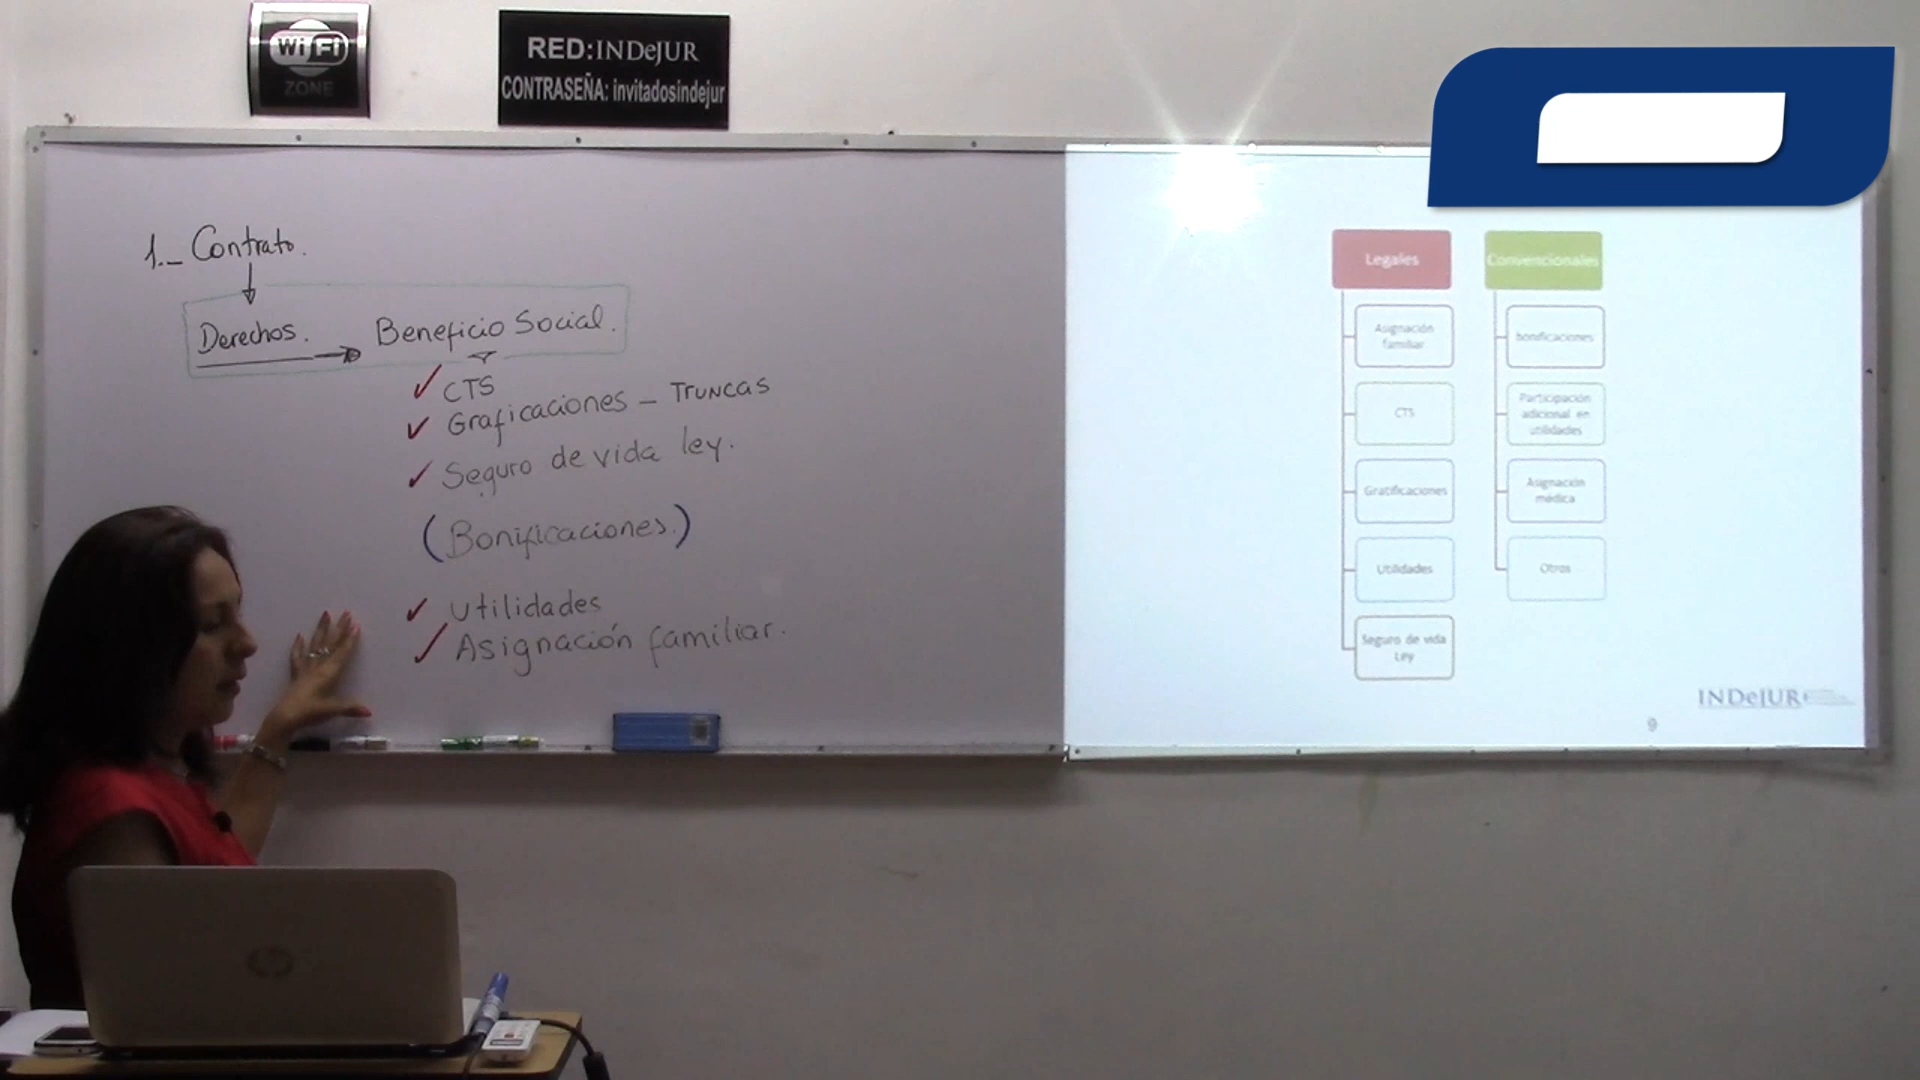 WiFi
ZONE
RED:INDeJUR
CONTRASEÑA: invitadosindejur
1._ Contrato.
Derechos.
Beneficio Social.
CTS
Graficaciones - Truncas
Seguro de vida ley.
(Bonificaciones.)
Utilidades
Asignación familiar.
Legales
Asignación
familiar
CTS
Gratificaciones
Utilidades
Seguro de vida
Ley
Convencionales
bonificaciones
Participación
adicional en
utilidades
Asignación
médica
Otros
INDeJUR
9
hp